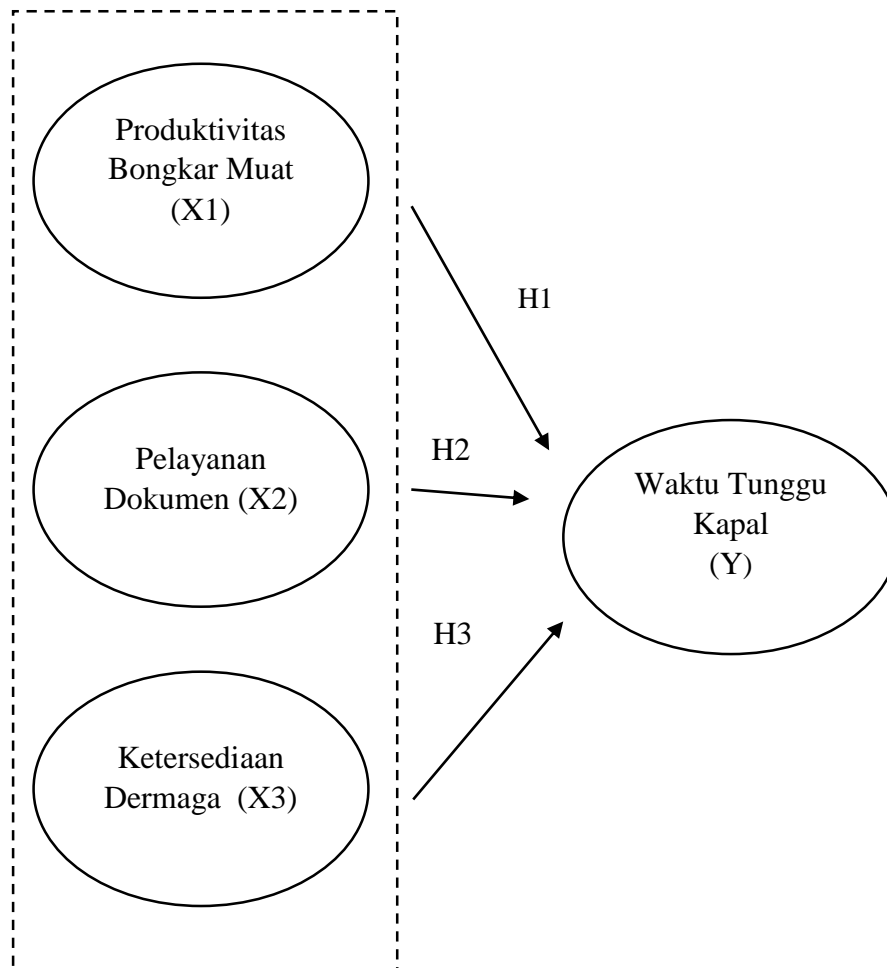 Produktivitas
Bongkar Muat
(X1)
H1
Pelayanan
Dokumen (X2)
H2
Waktu Tunggu
Kapal
(Y)
H3
Ketersediaan
Dermaga  (X3)